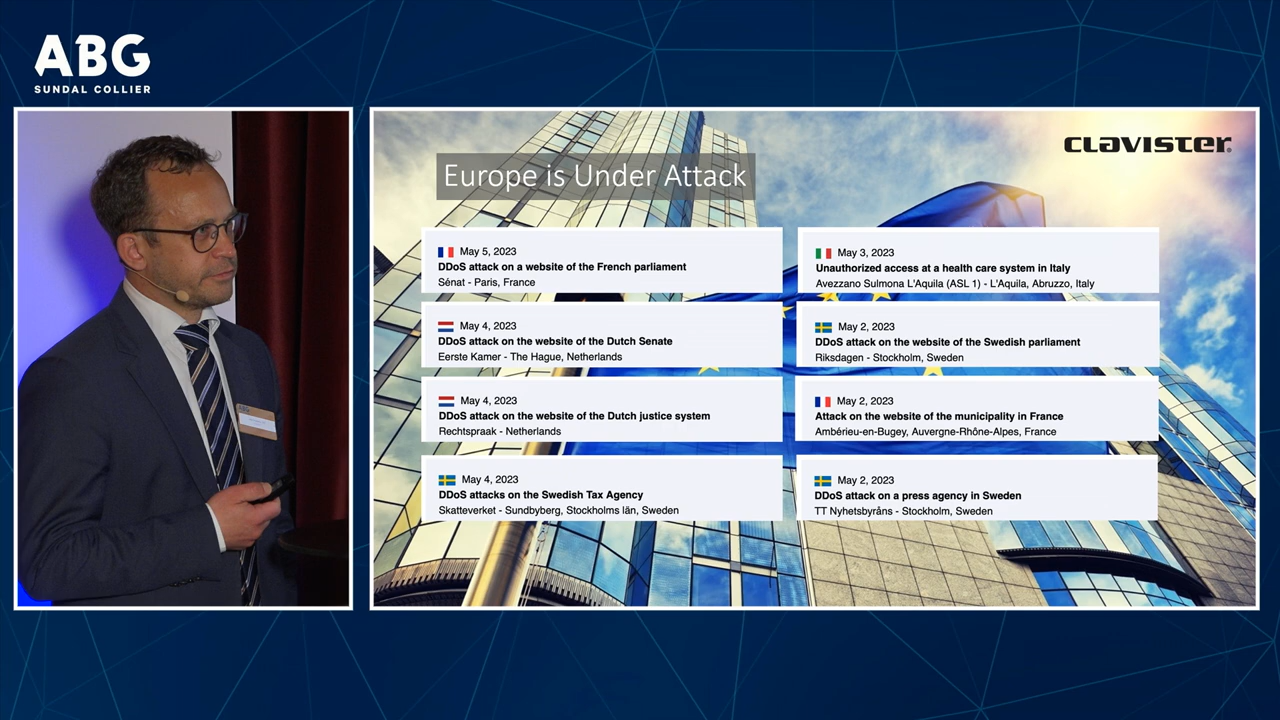 ABG
SUNDAL COLLIER
CLAVISTER
Europe is Under Attack
May 5, 2023
DDoS attack on a website of the French parliament
Sénat - Paris, France
May 4, 2023
DDoS attack on the website of the Dutch Senate
Eerste Kamer - The Hague, Netherlands
May 4, 2023
DDoS attack on the website of the Dutch justice system
Rechtspraak - Netherlands
May 4, 2023
DDoS attacks on the Swedish Tax Agency
Skatteverket - Sundbyberg, Stockholms län, Sweden
May 3, 2023
Unauthorized access at a health care system in Italy
Avezzano Sulmona L'Aquila (ASL 1) - L'Aquila, Abruzzo, Italy
May 2, 2023
DDoS attack on the website of the Swedish parliament
Riksdagen - Stockholm, Sweden
May 2, 2023
Attack on the website of the municipality in France
Ambérieu-en-Bugey, Auvergne-Rhône-Alpes, France
May 2, 2023
DDoS attack on a press agency in Sweden
TT Nyhetsbyråns - Stockholm, Sweden